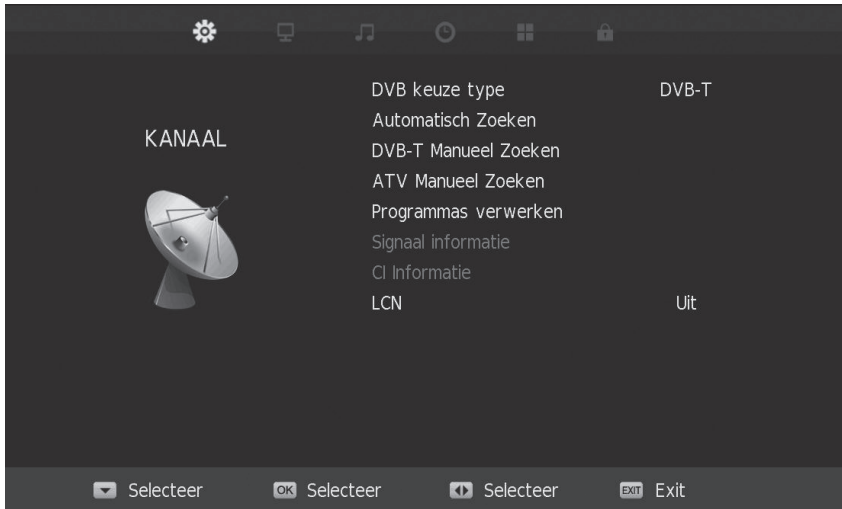 KANAAL
DVB keuze type DVB-T
Automatisch Zoeken
DVB-T Manueel Zoeken
ATV Manueel Zoeken
Programmas verwerken
Signaal informatie
CI Informatie
LCN Uit
Selecteer OK Selecteer Selecteer EXIT Exit